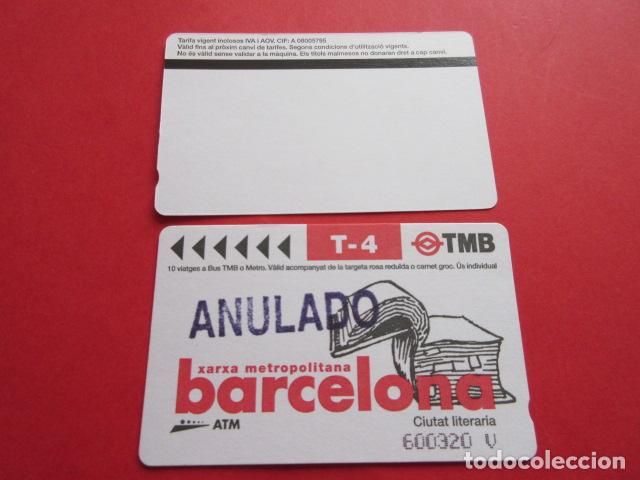 Tarifa vigent inclosos IVA i AOV. CIF: A 08005795
Vàlid fins al pròxim canvi de tarifes. Segons condicions d'utilització vigents.
No és vàlid sense validar a la màquina. Els títols malmesos no donaran dret a cap canvi.
T-4 TMB
10 viatges a Bus TMB o Metro. Vàlid acompanyat de la targeta rosa reduïda o carnet groc. Ús individual
ANULADO
xarxa metropolitana
barcelona
ATM Ciutat literaria
600320 V
todocoleccion